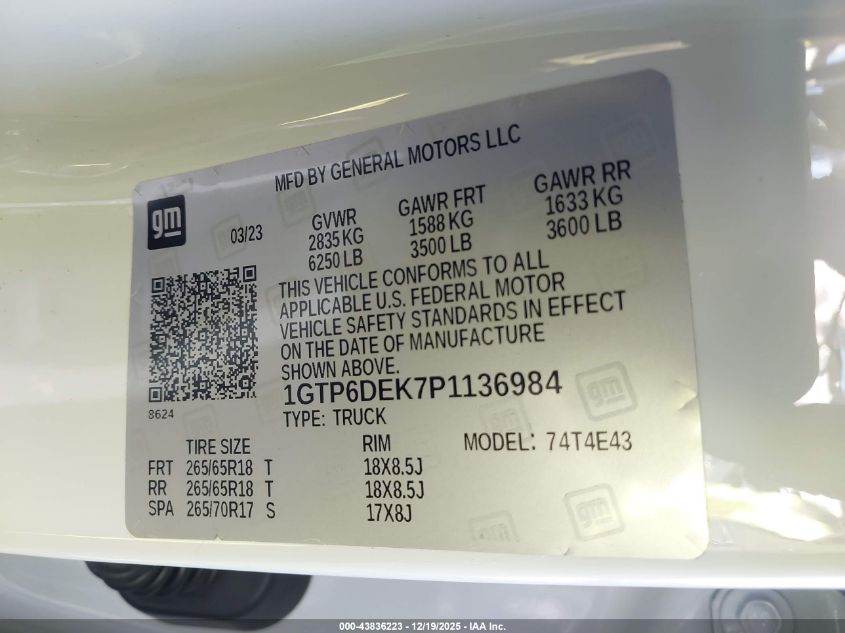 MFD BY GENERAL MOTORS LLC
gm
03/23
GVWR GAWR FRT GAWR RR
2835 KG 1588 KG 1633 KG
6250 LB 3500 LB 3600 LB
THIS VEHICLE CONFORMS TO ALL
APPLICABLE U.S. FEDERAL MOTOR
VEHICLE SAFETY STANDARDS IN EFFECT
ON THE DATE OF MANUFACTURE
SHOWN ABOVE.
1GTP6DEK7P1136984
8624
TYPE: TRUCK
TIRE SIZE RIM MODEL: 74T4E43
FRT 265/65R18 T 18X8.5J
RR 265/65R18 T 18X8.5J
SPA 265/70R17 S 17X8J
000-43836223 - 12/19/2025 - IAA Inc.